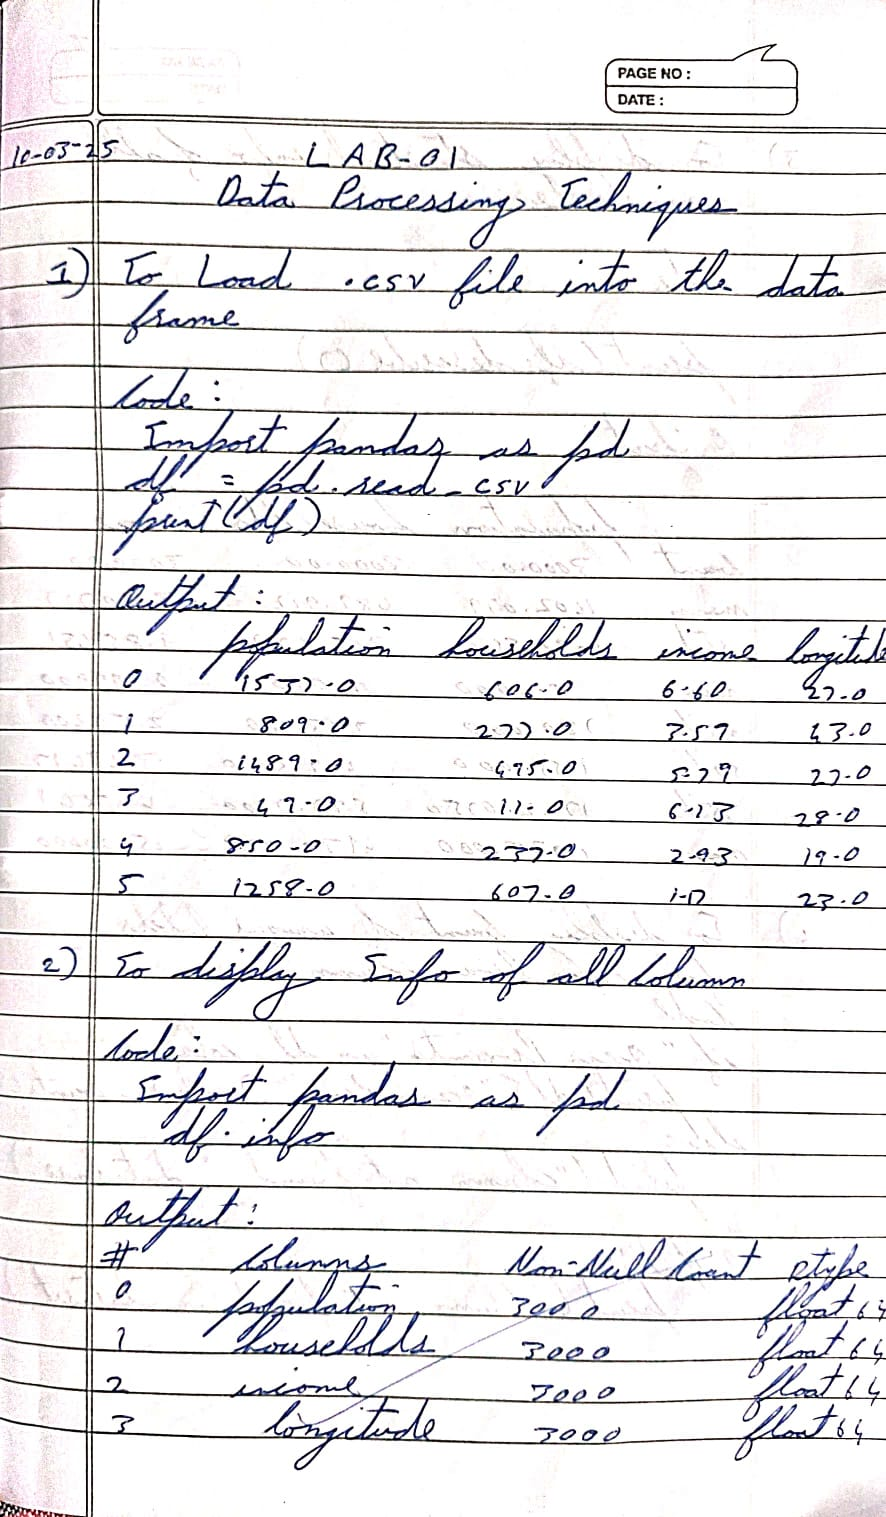 PAGE NO :
DATE :
10-03-25
LAB-01
Data Processing Techniques
1) To Load .csv file into the data
frame
Code :
Import pandas as pd
df = pd.read_csv
print(df)
Output :
population households income longitude
0 1537.0 606.0 6.60 27.0
1 809.0 277.0 3.59 43.0
2 1484.0 495.0 5.79 27.0
3 49.0 11.0 6.13 28.0
4 850.0 237.0 2.93 19.0
5 1258.0 607.0 1.17 23.0
2) To display Info of all Column
Code :
Import pandas as pd
df.info
Output :
# Columns Non-Null Count Dtype
0 population 3000 float64
1 households 3000 float64
2 income 3000 float64
3 longitude 3000 float64